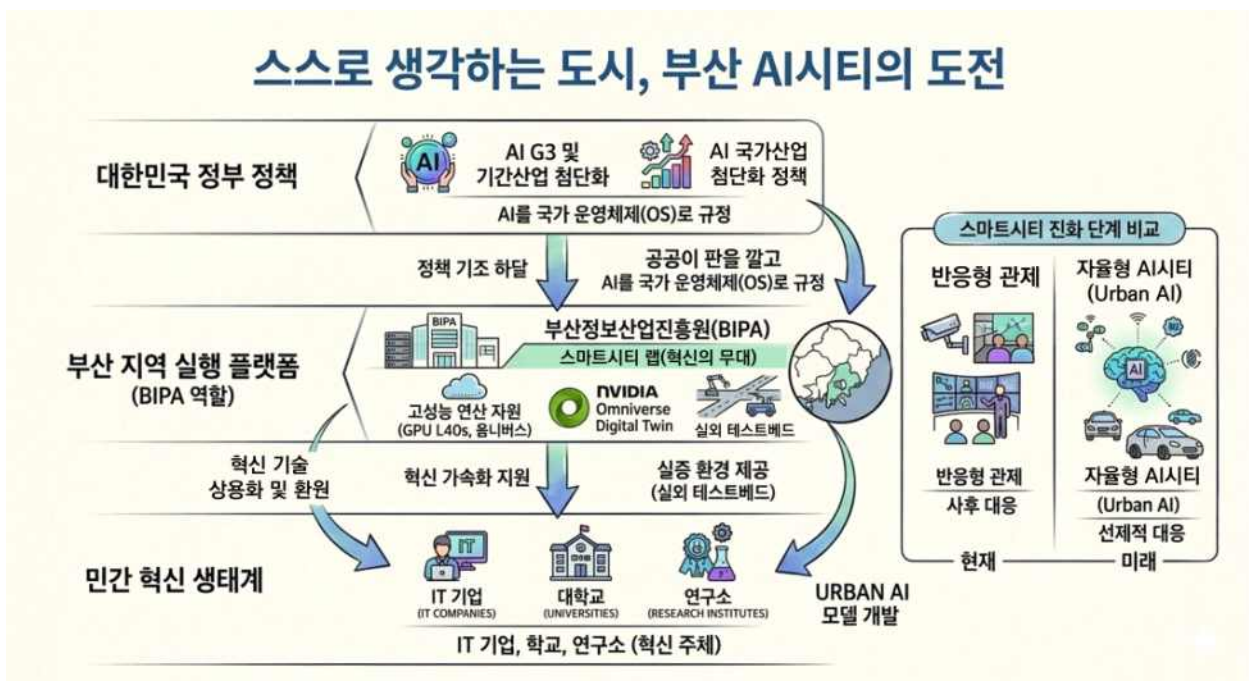 스스로 생각하는 도시, 부산 AI시티의 도전
대한민국 정부 정책
AI
AI G3 및
기간산업 첨단화
AI 국가산업
첨단화 정책
AI를 국가 운영체제(OS)로 규정
정책 기조 하달
공공이 판을 깔고
AI를 국가 운영체제(OS)로 규정
부산 지역 실행 플랫폼
(BIPA 역할)
BIPA
부산정보산업진흥원(BIPA)
스마트시티 랩(혁신의 무대)
고성능 연산 자원
(GPU L40s, 옴니버스)
NVIDIA
Omniverse
Digital Twin
실외 테스트베드
혁신 기술
상용화 및 환원
혁신 가속화 지원
실증 환경 제공
(실외 테스트베드)
민간 혁신 생태계
IT
IT 기업
(IT COMPANIES)
대학교
(UNIVERSITIES)
연구소
(RESEARCH INSTITUTES)
IT 기업, 학교, 연구소 (혁신 주체)
URBAN AI
모델 개발
스마트시티 진화 단계 비교
반응형 관제
반응형 관제
사후 대응
현재
자율형 AI시티
(Urban AI)
AI
자율형 AI시티
(Urban AI)
선제적 대응
미래